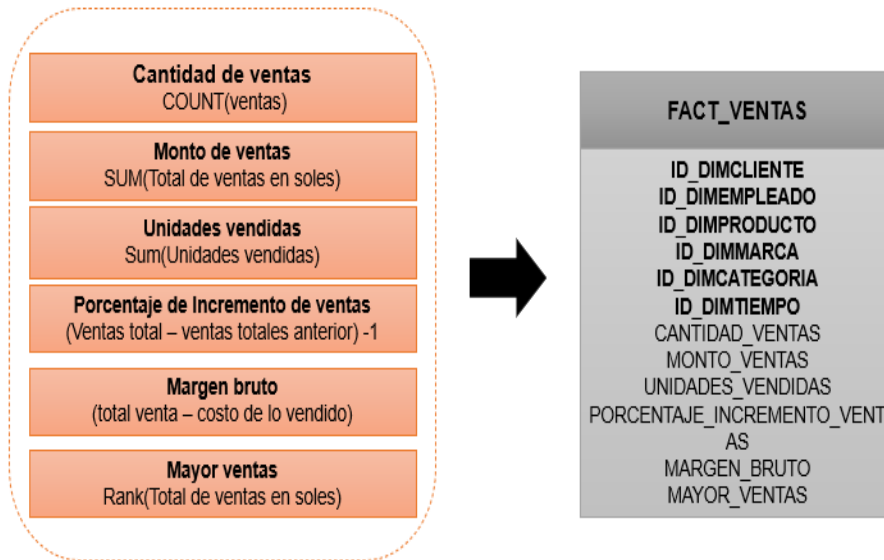 Cantidad de ventas
COUNT(ventas)
Monto de ventas
SUM(Total de ventas en soles)
Unidades vendidas
Sum(Unidades vendidas)
Porcentaje de Incremento de ventas
(Ventas total – ventas totales anterior) -1
Margen bruto
(total venta – costo de lo vendido)
Mayor ventas
Rank(Total de ventas en soles)
FACT_VENTAS
ID_DIMCLIENTE
ID_DIMEMPLEADO
ID_DIMPRODUCTO
ID_DIMMARCA
ID_DIMCATEGORIA
ID_DIMTIEMPO
CANTIDAD_VENTAS
MONTO_VENTAS
UNIDADES_VENDIDAS
PORCENTAJE_INCREMENTO_VENT
AS
MARGEN_BRUTO
MAYOR_VENTAS